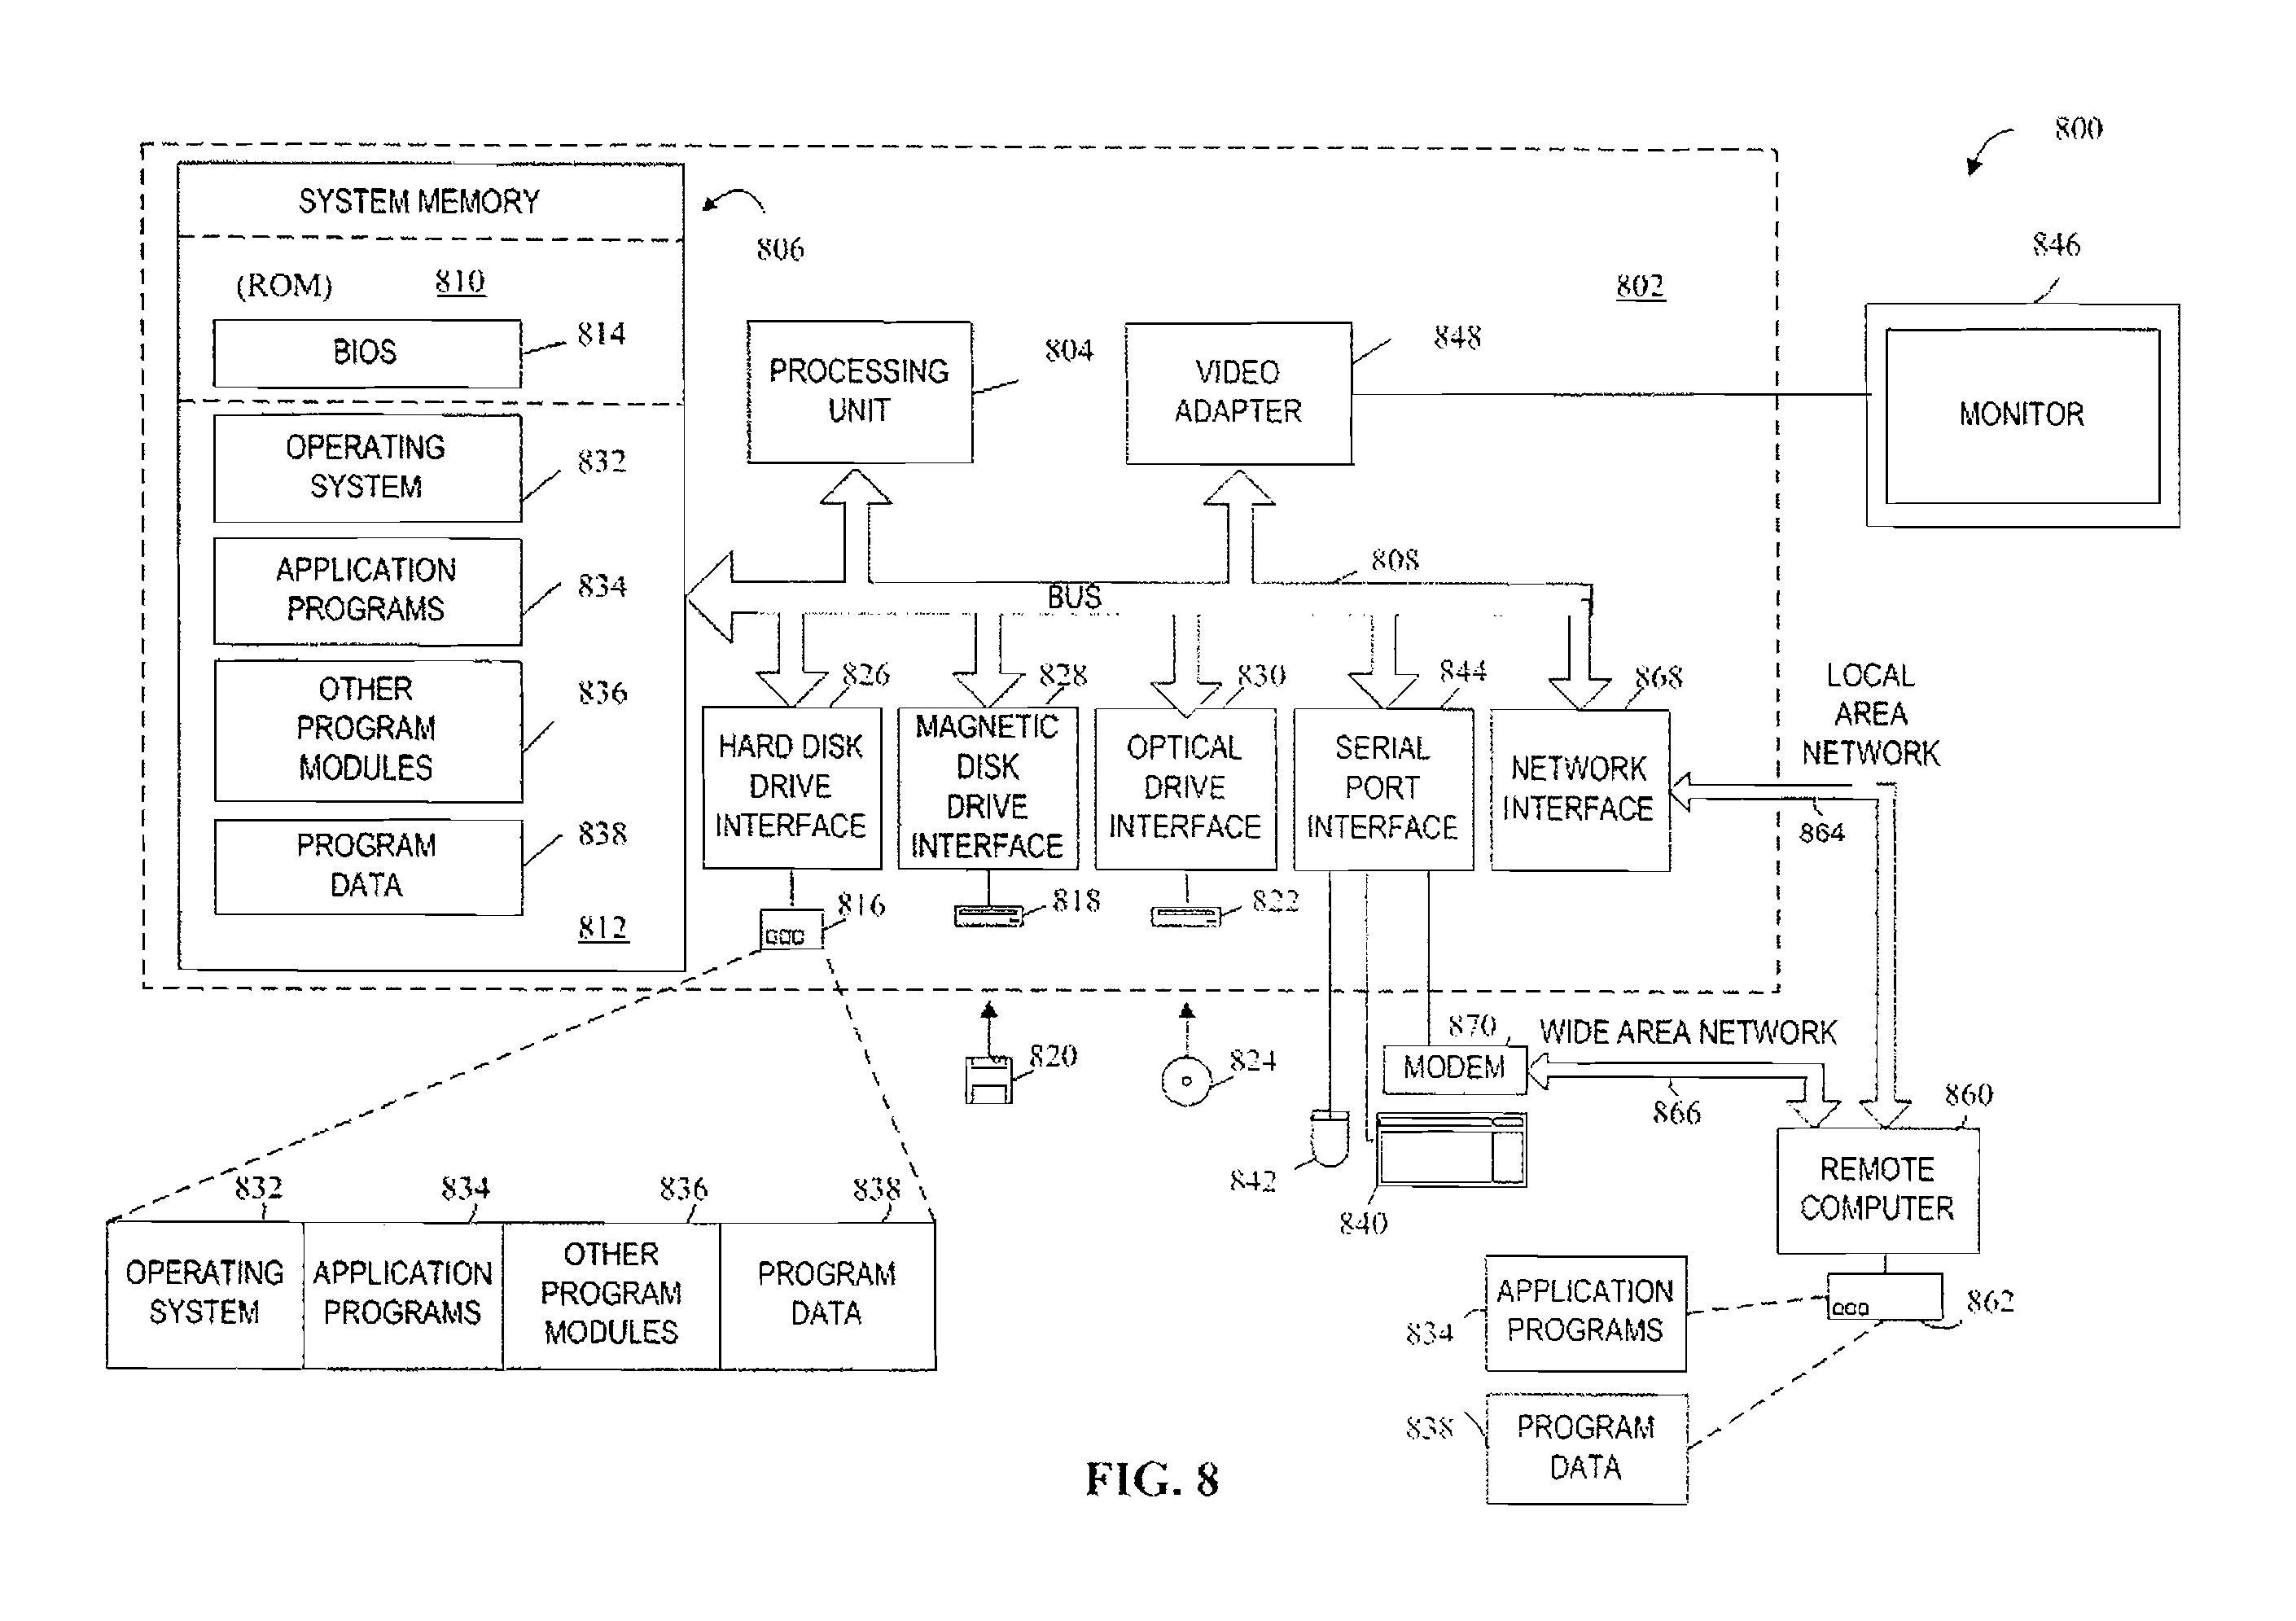 800
SYSTEM MEMORY
806
(ROM) 810
BIOS
814
OPERATING
SYSTEM
832
APPLICATION
PROGRAMS
834
OTHER
PROGRAM
MODULES
836
PROGRAM
DATA
838
812
802
PROCESSING
UNIT
804
VIDEO
ADAPTER
848
846
MONITOR
808
BUS
826
HARD DISK
DRIVE
INTERFACE
828
MAGNETIC
DISK
DRIVE
INTERFACE
830
OPTICAL
DRIVE
INTERFACE
844
SERIAL
PORT
INTERFACE
868
NETWORK
INTERFACE
LOCAL
AREA
NETWORK
864
816
818
822
820
824
842
840
870
MODEM
WIDE AREA NETWORK
866
860
REMOTE
COMPUTER
862
832
OPERATING
SYSTEM
834
APPLICATION
PROGRAMS
836
OTHER
PROGRAM
MODULES
838
PROGRAM
DATA
APPLICATION
PROGRAMS
834
PROGRAM
DATA
838
FIG. 8